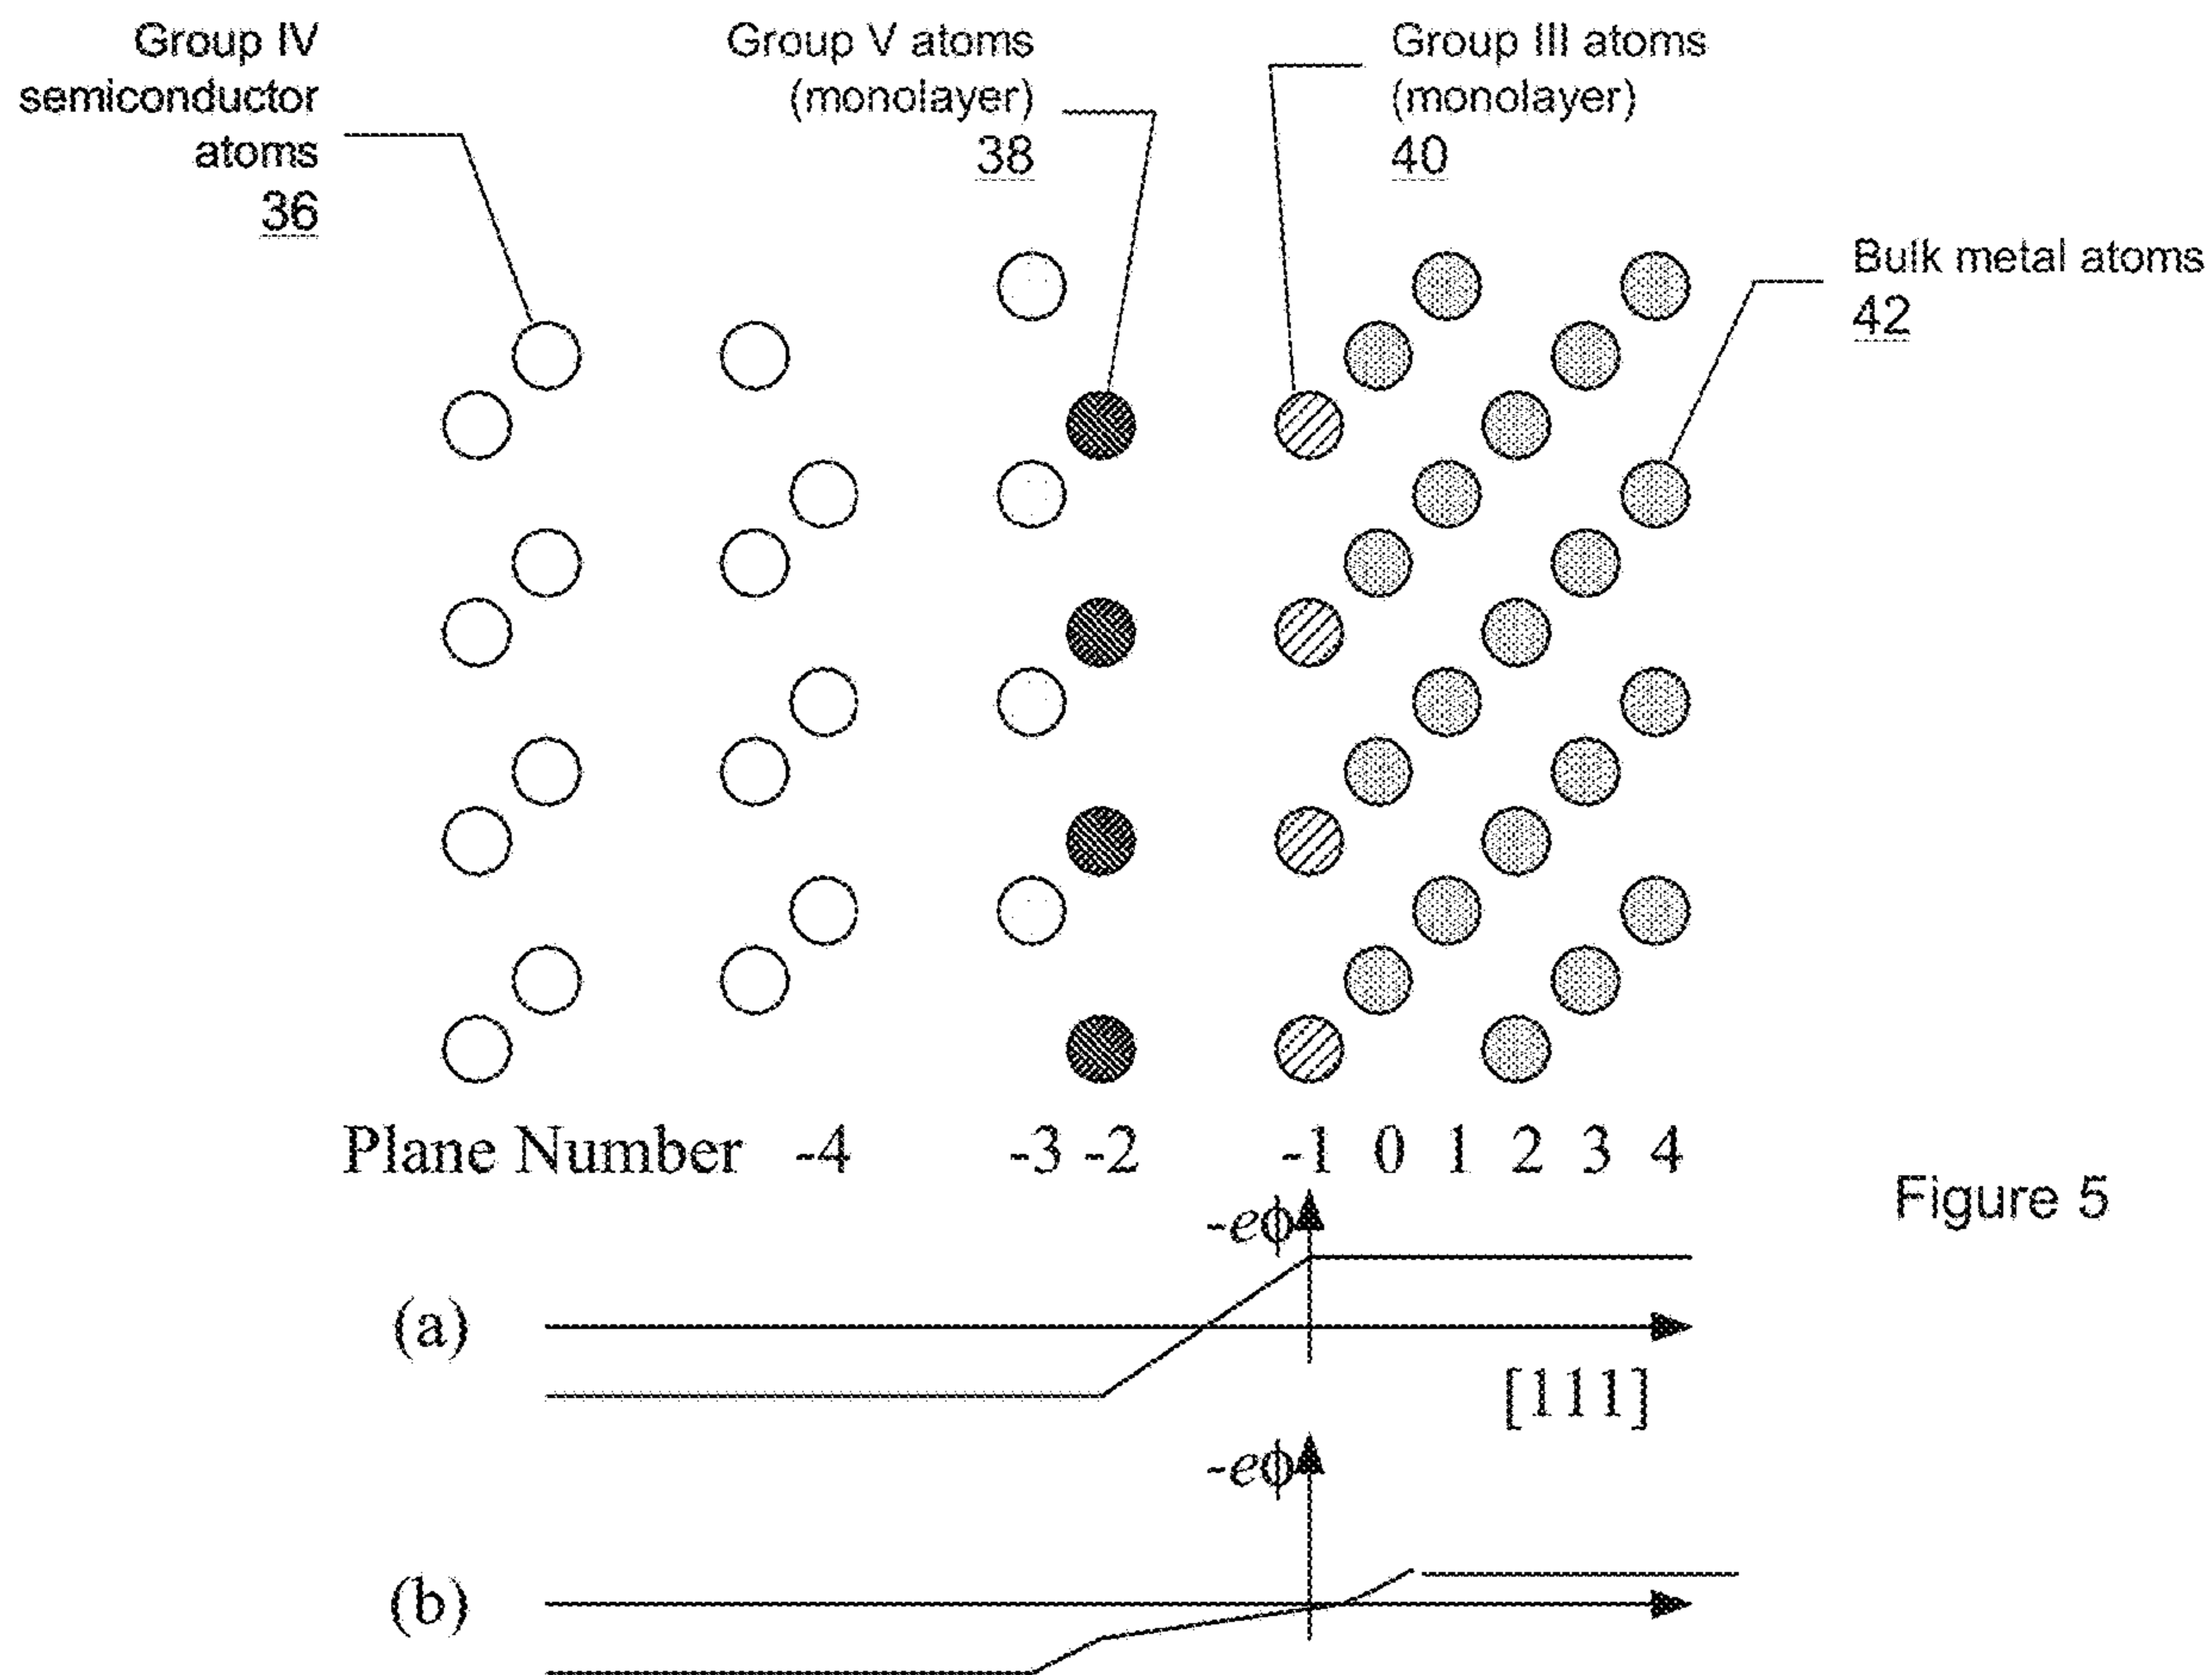 Group IV
semiconductor
atoms
36
Group V atoms
(monolayer)
38
Group III atoms
(monolayer)
40
Bulk metal atoms
42
Plane Number -4 -3 -2 -1 0 1 2 3 4
Figure 5
-eϕ
(a)
[111]
-eϕ
(b)